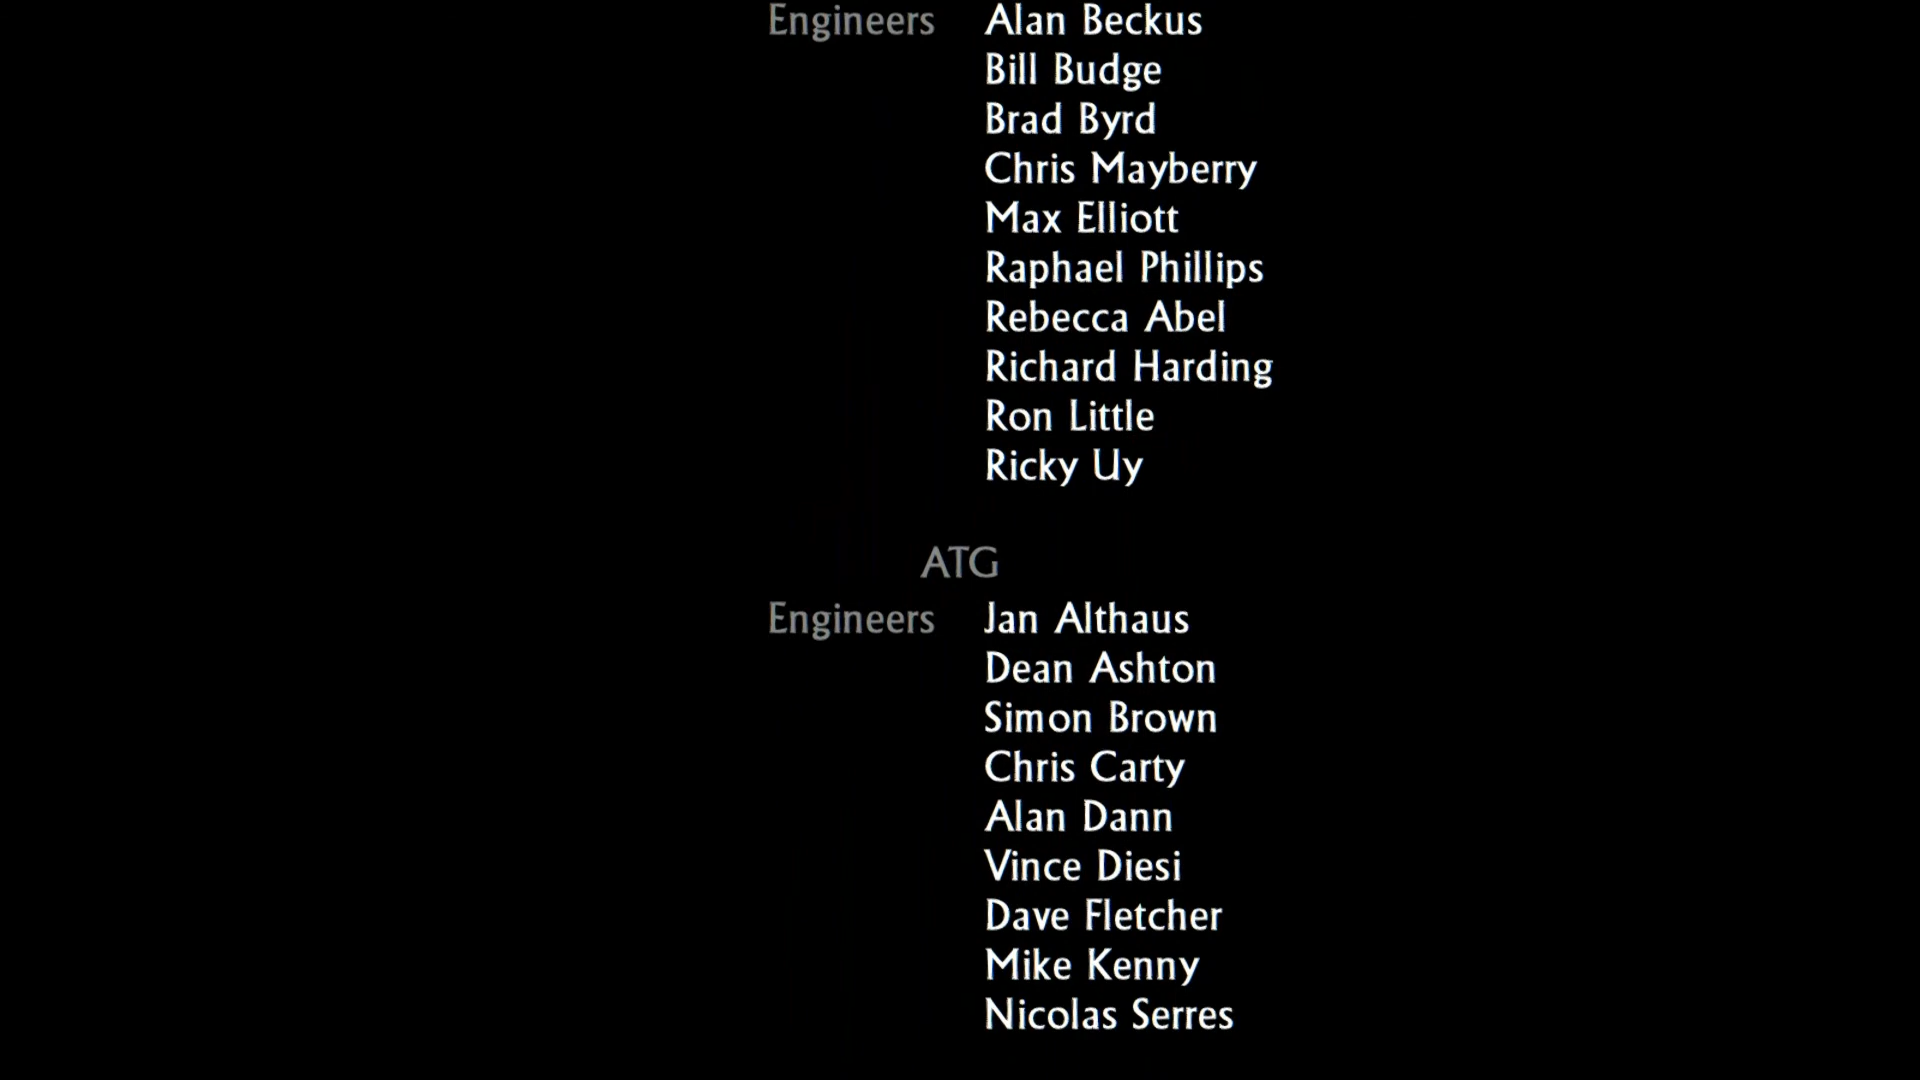 Engineers Alan Beckus
Bill Budge
Brad Byrd
Chris Mayberry
Max Elliott
Raphael Phillips
Rebecca Abel
Richard Harding
Ron Little
Ricky Uy
ATG
Engineers Jan Althaus
Dean Ashton
Simon Brown
Chris Carty
Alan Dann
Vince Diesi
Dave Fletcher
Mike Kenny
Nicolas Serres